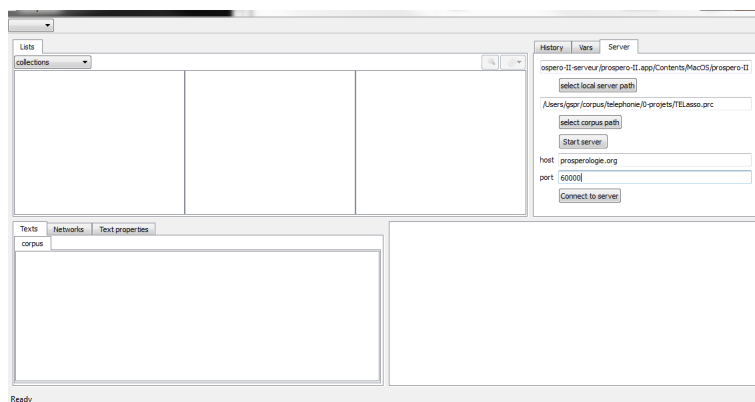 Lists
collections
History Vars Server
ospero-II-serveur/prospero-II.app/Contents/MacOS/prospero-II
select local server path
/Users/gspr/corpus/telephonie/0-projets/TELasso.prc
select corpus path
Start server
host prosperologie.org
port 60000
Connect to server
Texts Networks Text properties
corpus
Ready